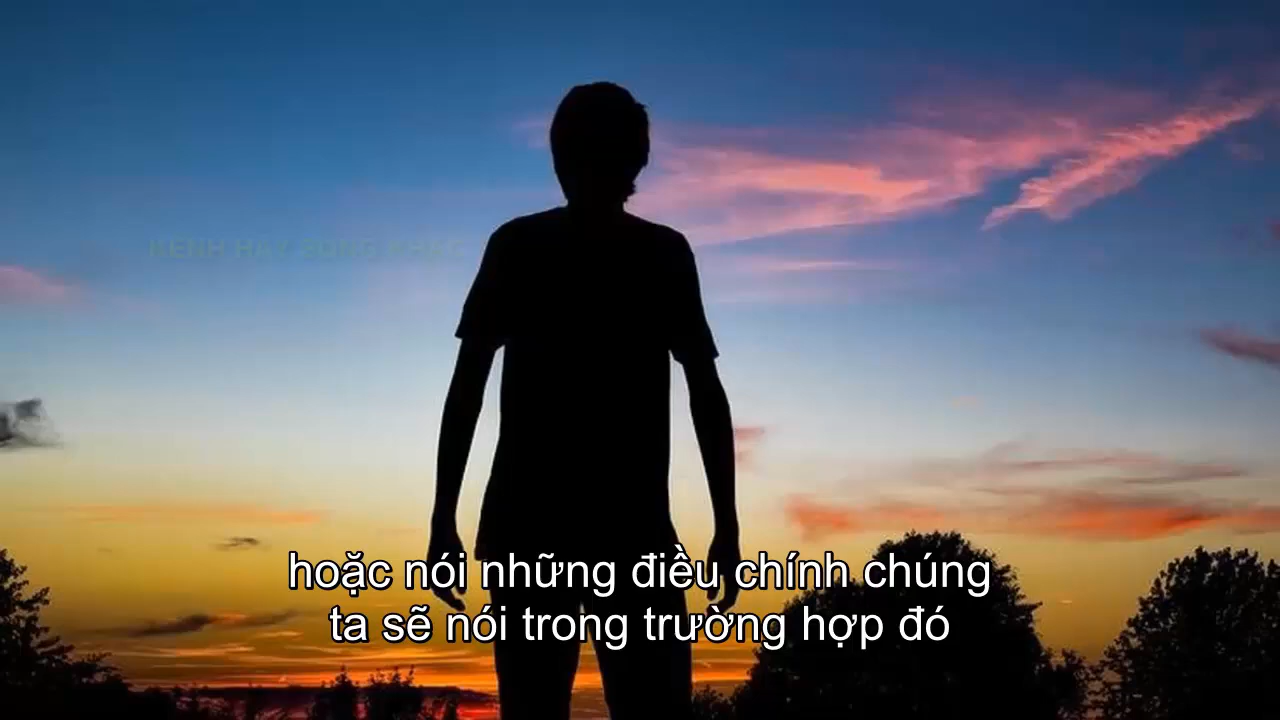 hoặc nói những điều chính chúng
ta sẽ nói trong trường hợp đó